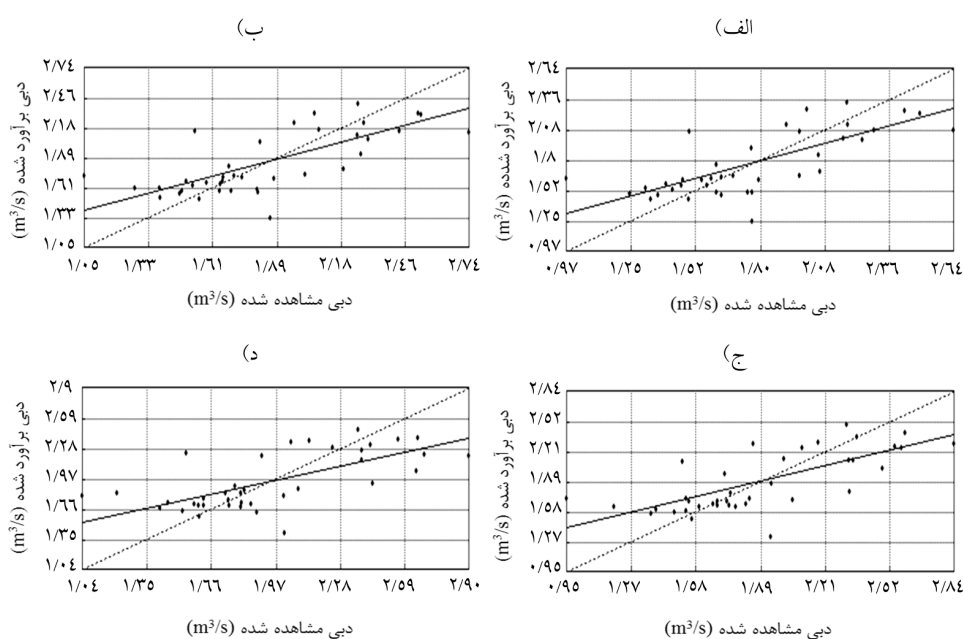 الف)
دبی برآورد شده (m³/s)
۲/۶۴
۲/۳۶
۲/۰۸
۱/۸
۱/۵۲
۱/۲۵
۰/۹۷
۰/۹۷ ۱/۲۵ ۱/۵۲ ۱/۸۰ ۲/۰۸ ۲/۳۶ ۲/۶۴
دبی مشاهده شده (m³/s)
ب)
دبی برآورد شده (m³/s)
۲/۷۴
۲/۴۶
۲/۱۸
۱/۸۹
۱/۶۱
۱/۳۳
۱/۰۵
۱/۰۵ ۱/۳۳ ۱/۶۱ ۱/۸۹ ۲/۱۸ ۲/۴۶ ۲/۷۴
دبی مشاهده شده (m³/s)
ج)
دبی برآورد شده (m³/s)
۲/۸٤
۲/۵۲
۲/۲۱
۱/۸۹
۱/۵۸
۱/۲۷
۰/۹۵
۰/۹۵ ۱/۲۷ ۱/۵۸ ۱/۸۹ ۲/۲۱ ۲/۵۲ ۲/۸٤
دبی مشاهده شده (m³/s)
د)
دبی برآورد شده (m³/s)
۲/۹
۲/۵۹
۲/۲۸
۱/۹۷
۱/۶۶
۱/۳۵
۱/۰٤
۱/۰٤ ۱/۳۵ ۱/۶۶ ۱/۹۷ ۲/۲۸ ۲/۵۹ ۲/۹۰
دبی مشاهده شده (m³/s)